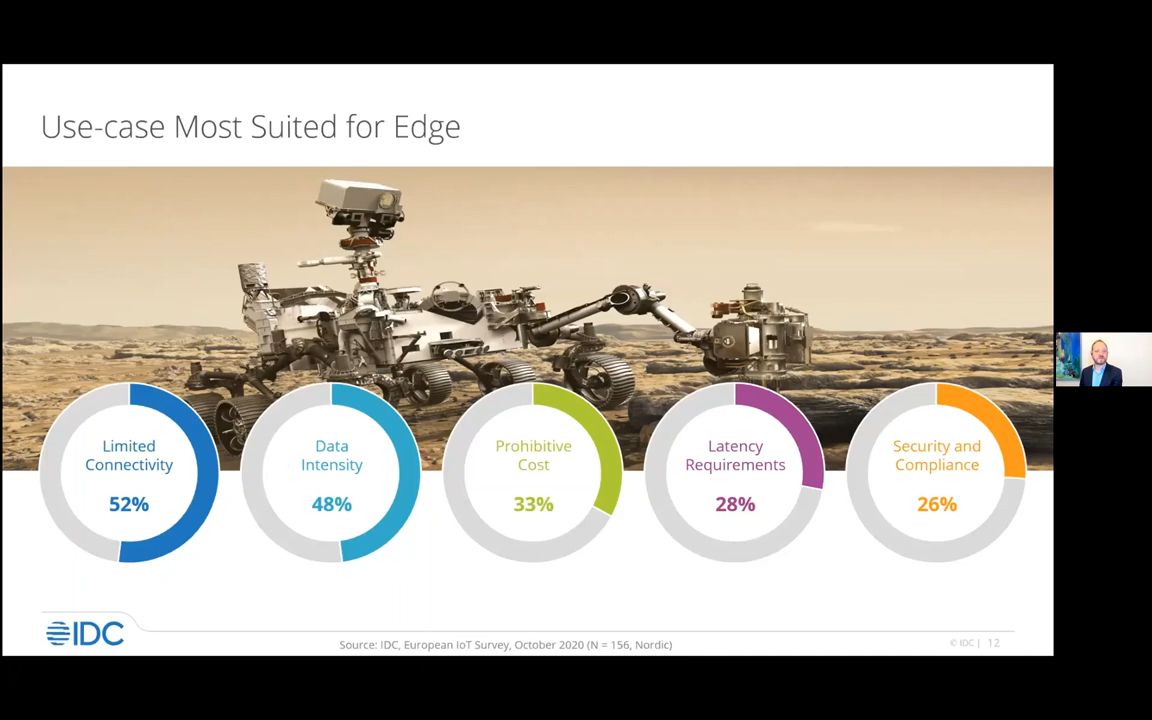 Use-case Most Suited for Edge
Limited
Connectivity
52%
Data
Intensity
48%
Prohibitive
Cost
33%
Latency
Requirements
28%
Security and
Compliance
26%
IDC
Source: IDC, European IoT Survey, October 2020 (N = 156, Nordic)
© IDC | 12